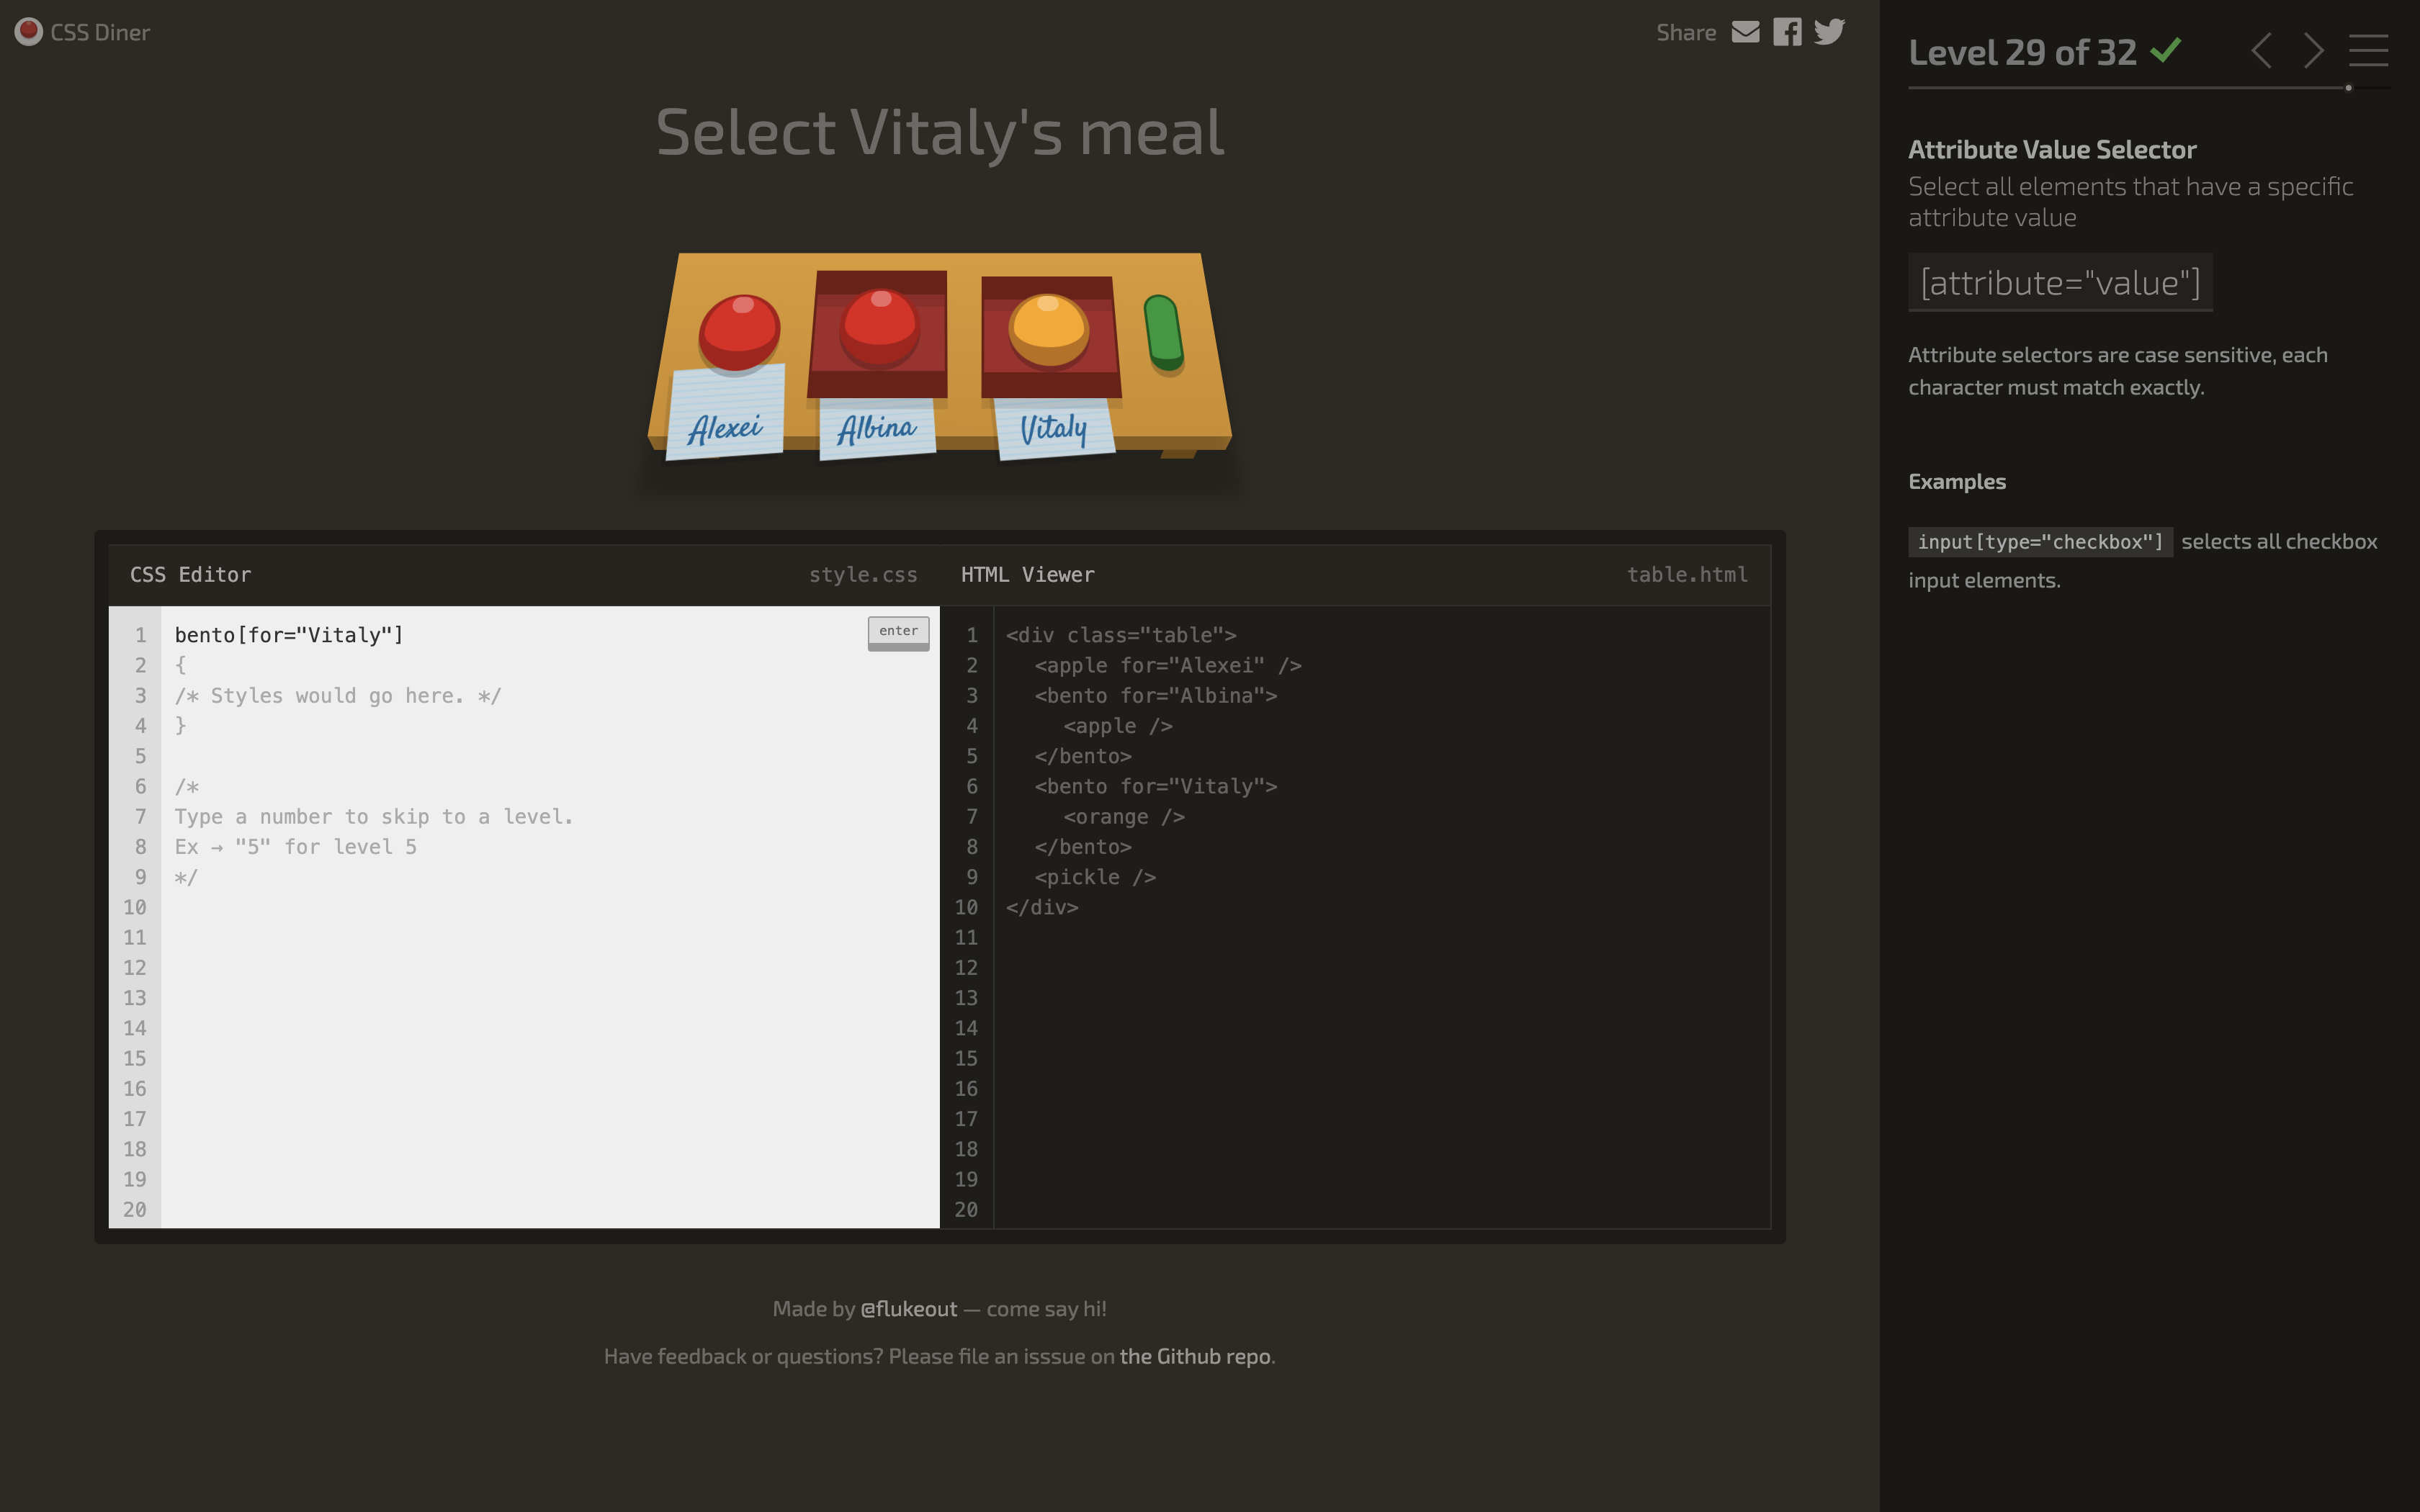 CSS Diner
Share
Select Vitaly's meal
Alexei
Albina
Vitaly
CSS Editor
style.css
1
bento[for="Vitaly"]
enter
2
{
3
/* Styles would go here. */
4
}
5
6
/*
7
Type a number to skip to a level.
8
Ex → "5" for level 5
9
*/
10
11
12
13
14
15
16
17
18
19
20
HTML Viewer
table.html
1
<div class="table">
2
<apple for="Alexei" />
3
<bento for="Albina">
4
<apple />
5
</bento>
6
<bento for="Vitaly">
7
<orange />
8
</bento>
9
<pickle />
10
</div>
11
12
13
14
15
16
17
18
19
20
Made by @flukeout — come say hi!
Have feedback or questions? Please file an isssue on the Github repo.
Level 29 of 32
Attribute Value Selector
Select all elements that have a specific
attribute value
[attribute="value"]
Attribute selectors are case sensitive, each
character must match exactly.
Examples
input[type="checkbox"] selects all checkbox
input elements.